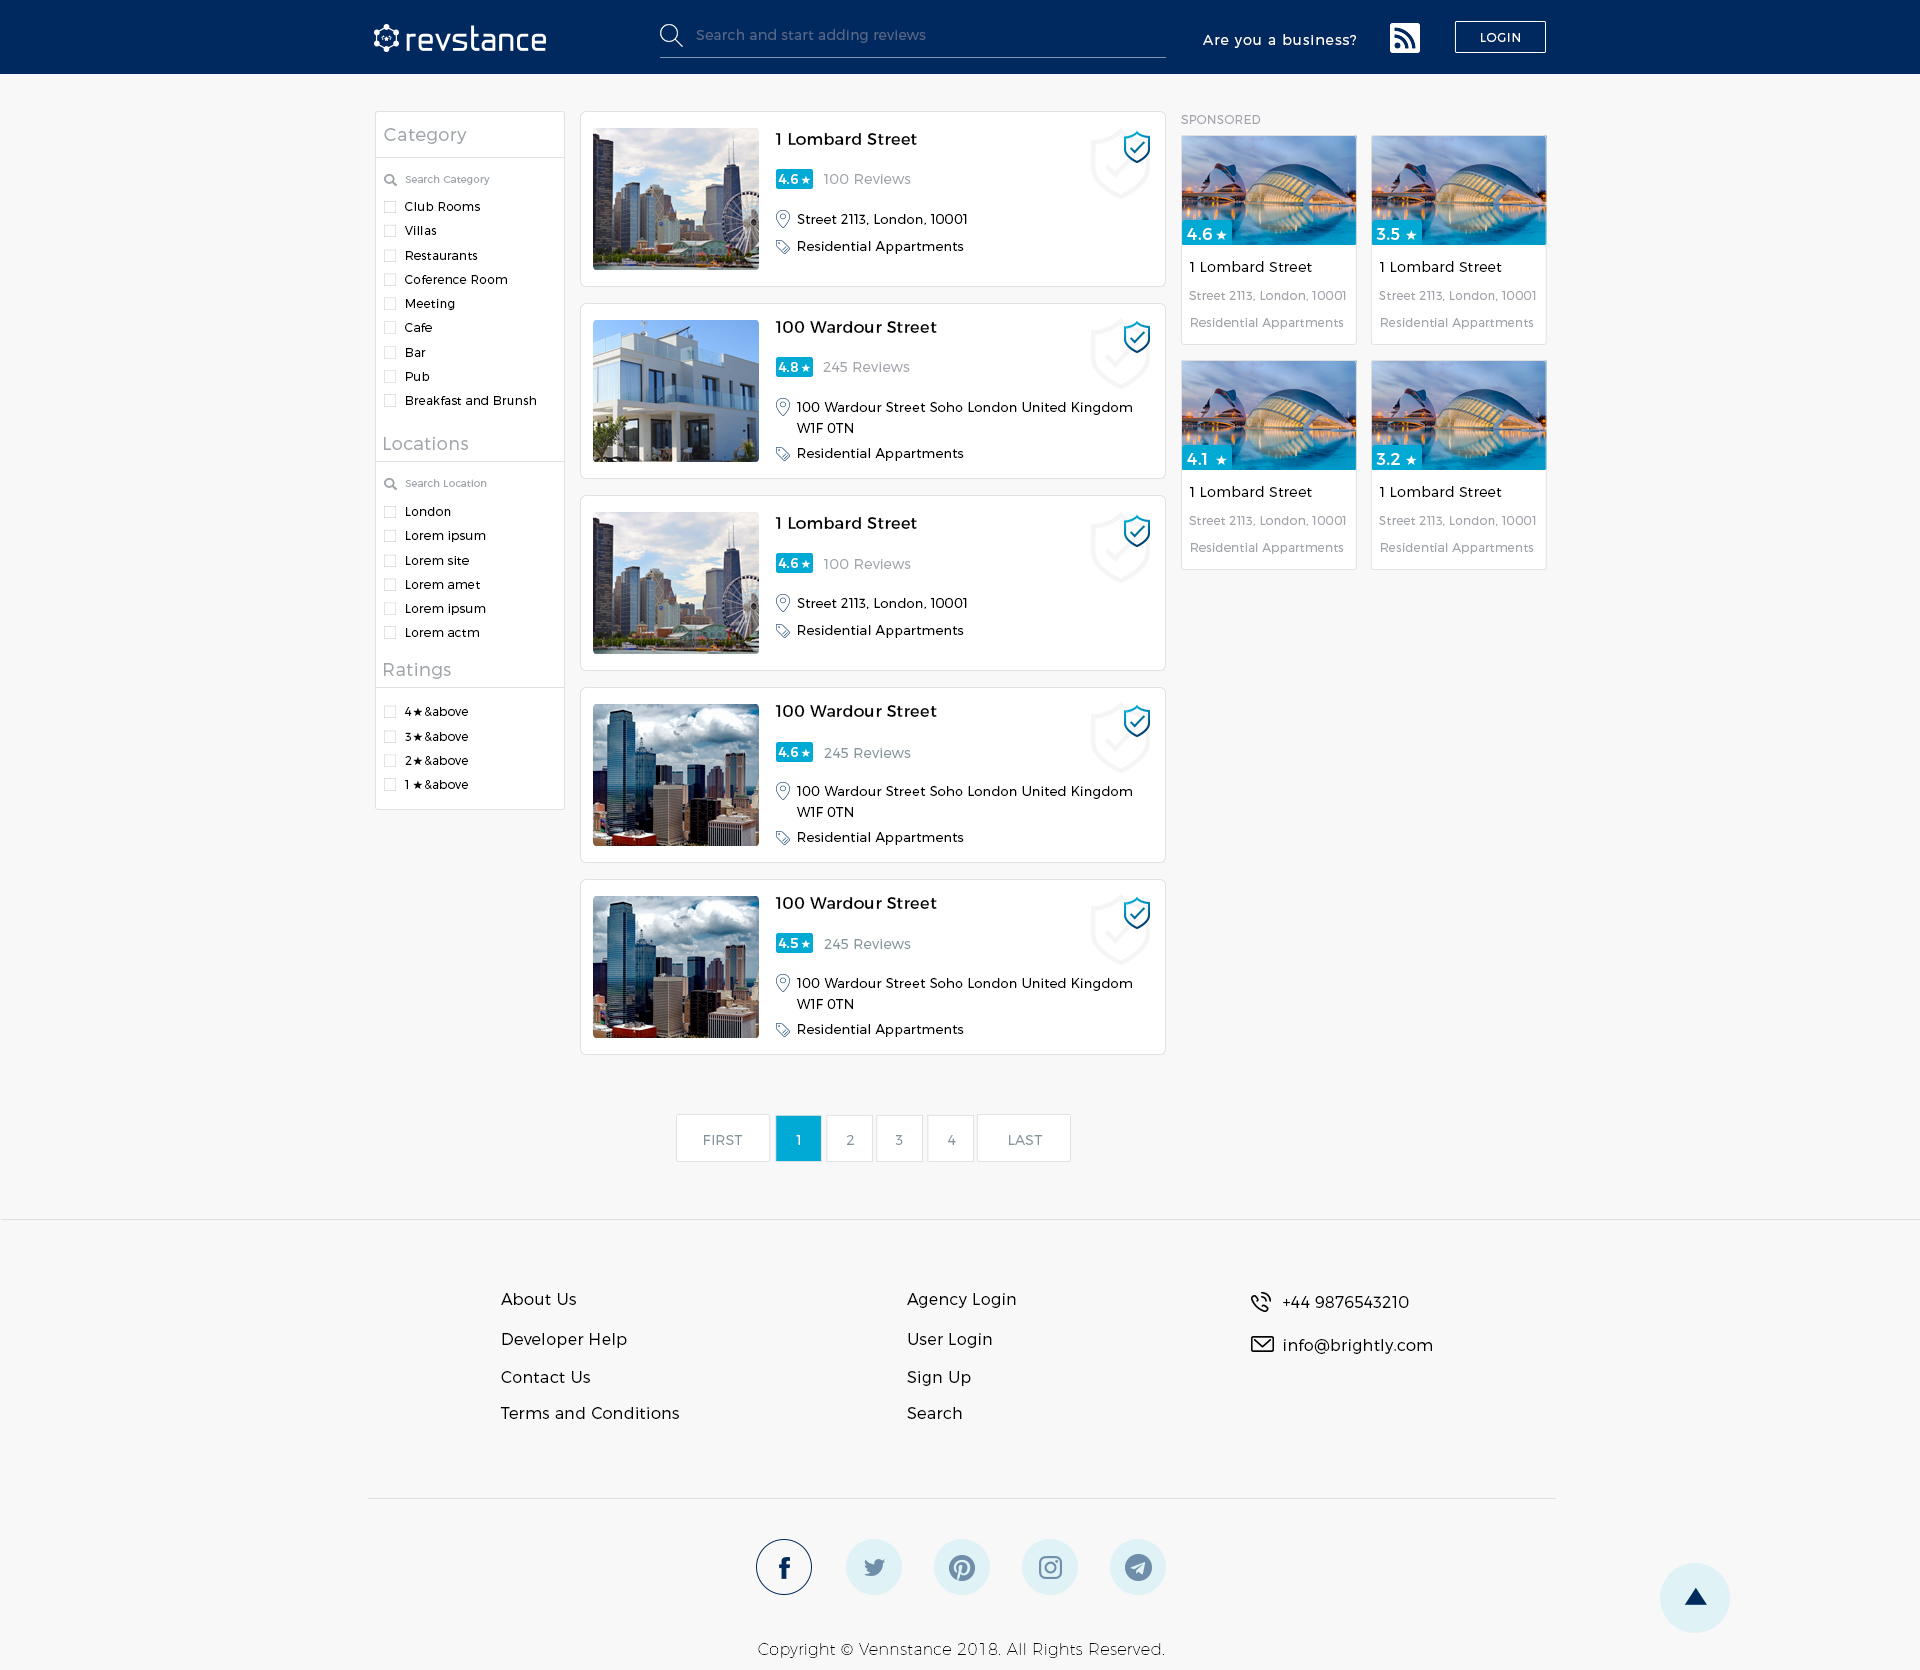 revstance
Search and start adding reviews
Are you a business?
LOGIN
Category
Search Category
Club Rooms
Villas
Restaurants
Coference Room
Meeting
Cafe
Bar
Pub
Breakfast and Brunsh
Locations
Search Location
London
Lorem ipsum
Lorem site
Lorem amet
Lorem ipsum
Lorem actm
Ratings
4★&above
3★&above
2★&above
1★&above
1 Lombard Street
4.6★ 100 Reviews
Street 2113, London, 10001
Residential Appartments
100 Wardour Street
4.8★ 245 Reviews
100 Wardour Street Soho London United Kingdom
W1F 0TN
Residential Appartments
1 Lombard Street
4.6★ 100 Reviews
Street 2113, London, 10001
Residential Appartments
100 Wardour Street
4.6★ 245 Reviews
100 Wardour Street Soho London United Kingdom
W1F 0TN
Residential Appartments
100 Wardour Street
4.5★ 245 Reviews
100 Wardour Street Soho London United Kingdom
W1F 0TN
Residential Appartments
SPONSORED
4.6★
1 Lombard Street
Street 2113, London, 10001
Residential Appartments
3.5★
1 Lombard Street
Street 2113, London, 10001
Residential Appartments
4.1★
1 Lombard Street
Street 2113, London, 10001
Residential Appartments
3.2★
1 Lombard Street
Street 2113, London, 10001
Residential Appartments
FIRST 1 2 3 4 LAST
About Us
Developer Help
Contact Us
Terms and Conditions
Agency Login
User Login
Sign Up
Search
+44 9876543210
info@brightly.com
Copyright © Vennstance 2018. All Rights Reserved.